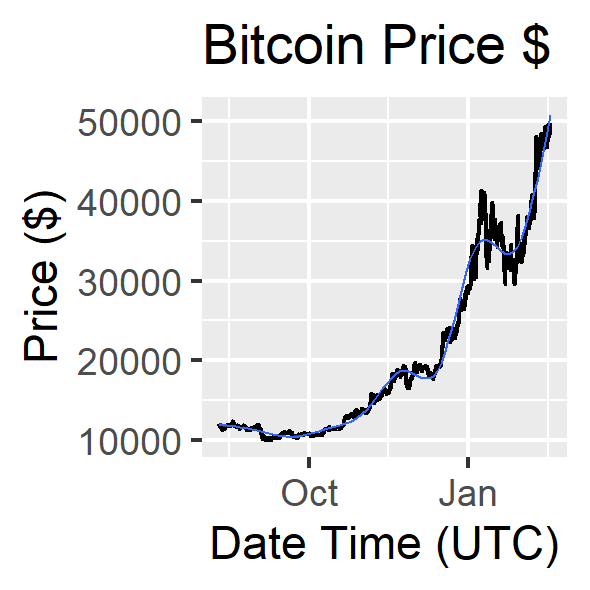 Bitcoin Price $
Price ($)
50000
40000
30000
20000
10000
Oct Jan
Date Time (UTC)